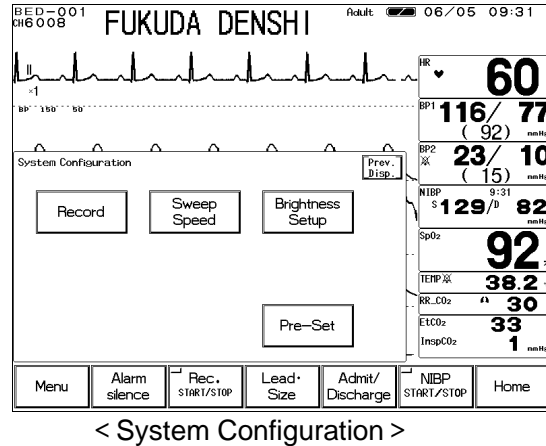 BED-001 FUKUDA DENSHI Adult 06/05 09:31
CH6008
II
×1
BP 150 50
HR 60
BP1 116/ 77
( 92) mmHg
BP2 23/ 10
( 15) mmHg
NIBP 9:31
S 129/D 82
SpO2
92
TEMP 38.2
RR_CO2 30
EtCO2 33
InspCO2 1 mmHg
System Configuration Prev. Disp.
Record
Sweep Speed
Brightness Setup
Pre-Set
Menu
Alarm silence
Rec. START/STOP
Lead· Size
Admit/ Discharge
NIBP START/STOP
Home
< System Configuration >